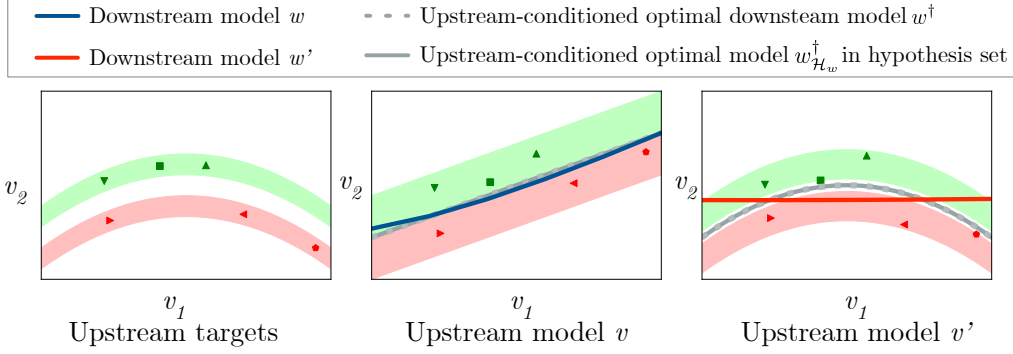 Downstream model w
Upstream-conditioned optimal downsteam model w†
Downstream model w'
Upstream-conditioned optimal model w†_ℋ_w in hypothesis set
v2
v2
v2
v1
v1
v1
Upstream targets
Upstream model v
Upstream model v'